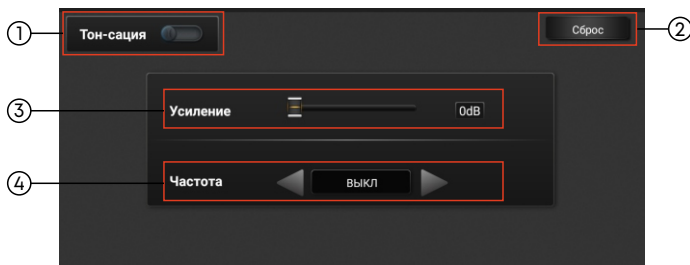 ① Тон-сация Сброс ②
③ Усиление 0dB
④ Частота ВЫКЛ